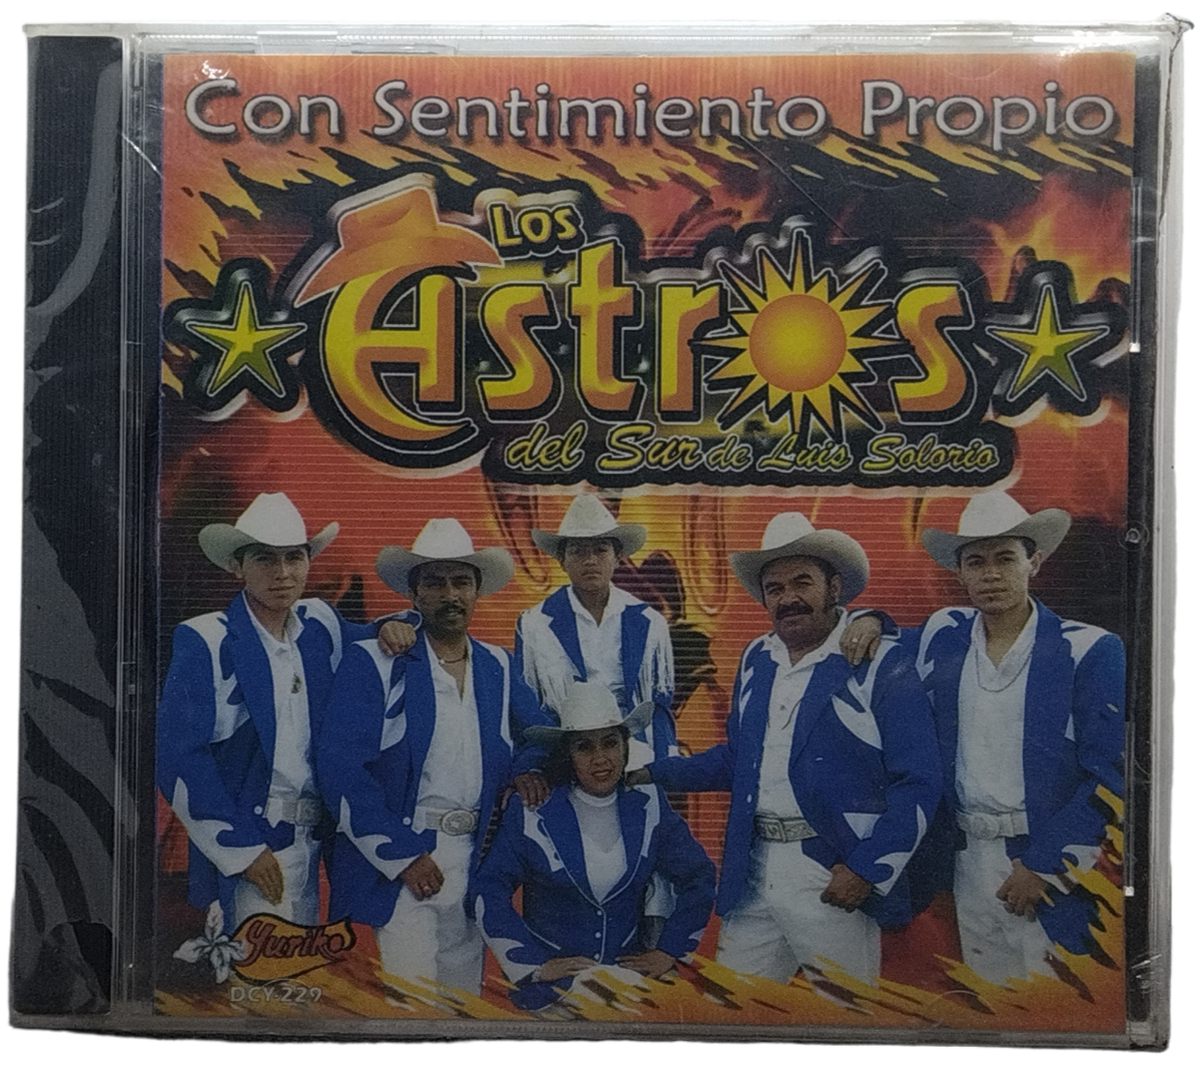 Con Sentimiento Propio
Los
Astros
del Sur de Luis Solorio
Yuriko
DCY-229